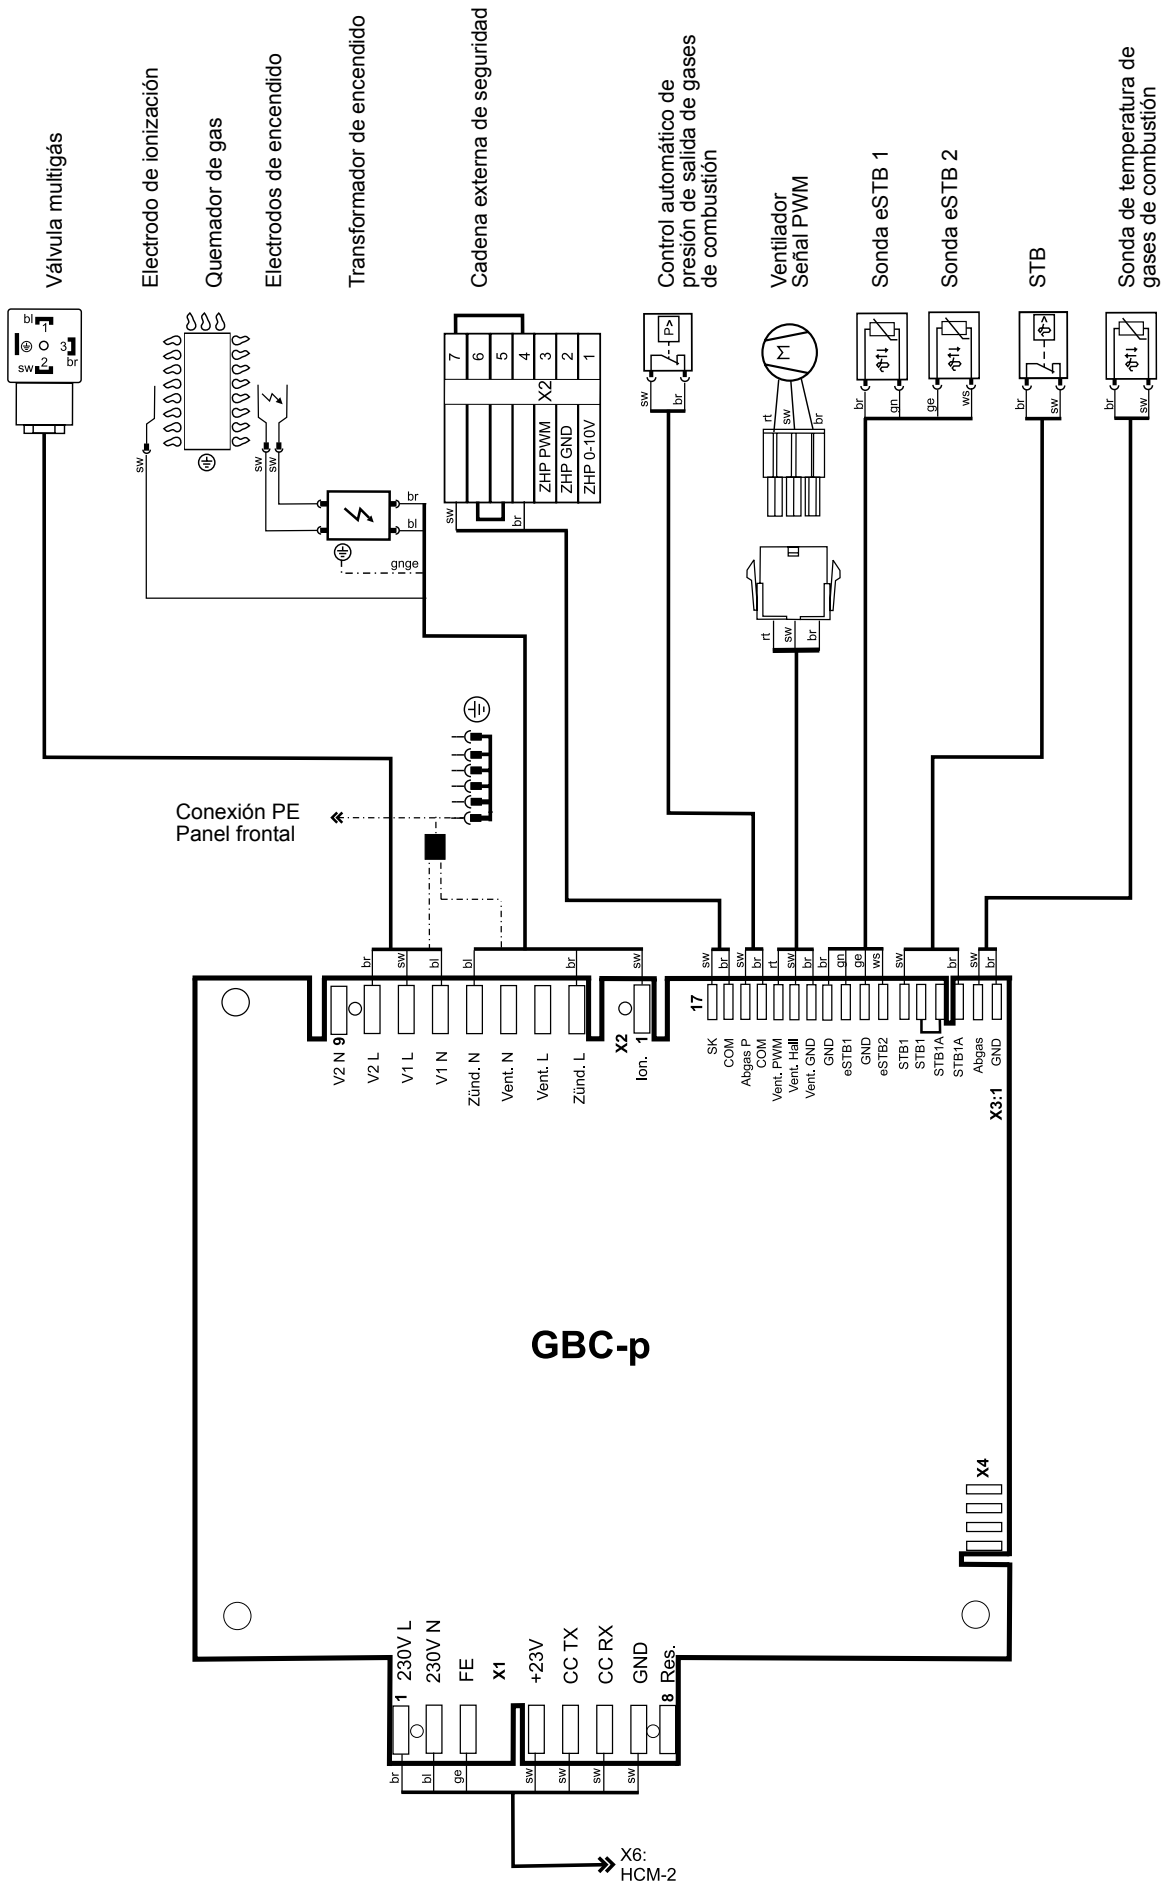 Válvula multigás
Electrodo de ionización
Quemador de gas
Electrodos de encendido
Transformador de encendido
Cadena externa de seguridad
Control automático de
presión de salida de gases
de combustión
Ventilador
Señal PWM
Sonda eSTB 1
Sonda eSTB 2
STB
Sonda de temperatura de
gases de combustión
bl
1
2
3
sw
br
sw
sw
sw
br
bl
gnge
7
6
5
4
3
2
1
X2
ZHP PWM
ZHP GND
ZHP 0-10V
sw
br
P>
sw
br
M
rt
sw
br
rt
sw
br
br
gn
ge
ws
br
sw
br
sw
Conexión PE
Panel frontal
br
sw
bl
bl
br
sw
sw
br
sw
br
rt
sw
br
br
gn
ge
ws
sw
br
sw
br
V2 N 9
V2 L
V1 L
V1 N
Zünd. N
Vent. N
Vent. L
Zünd. L
X2
Ion. 1
17
SK
COM
Abgas P
COM
Vent. PWM
Vent. Hall
Vent. GND
GND
eSTB1
GND
eSTB2
STB1
STB1
STB1A
STB1A
Abgas
GND
X3:1
GBC-p
X4
1 230V L
230V N
FE
X1
+23V
CC TX
CC RX
GND
8 Res.
br
bl
ge
sw
sw
sw
sw
X6:
HCM-2